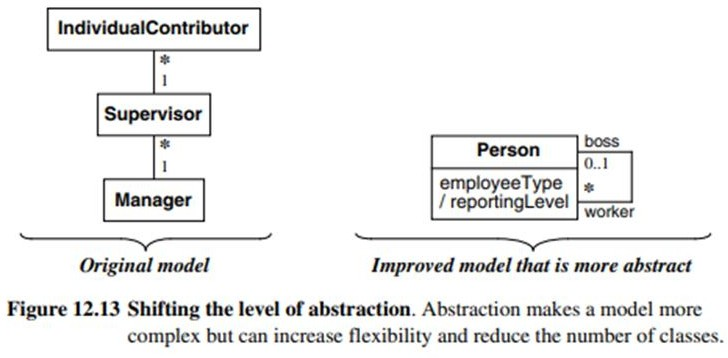 IndividualContributor
*
1
Supervisor
*
1
Manager
Original model
Person
employeeType
/ reportingLevel
boss
0..1
*
worker
Improved model that is more abstract
Figure 12.13 Shifting the level of abstraction. Abstraction makes a model more
complex but can increase flexibility and reduce the number of classes.